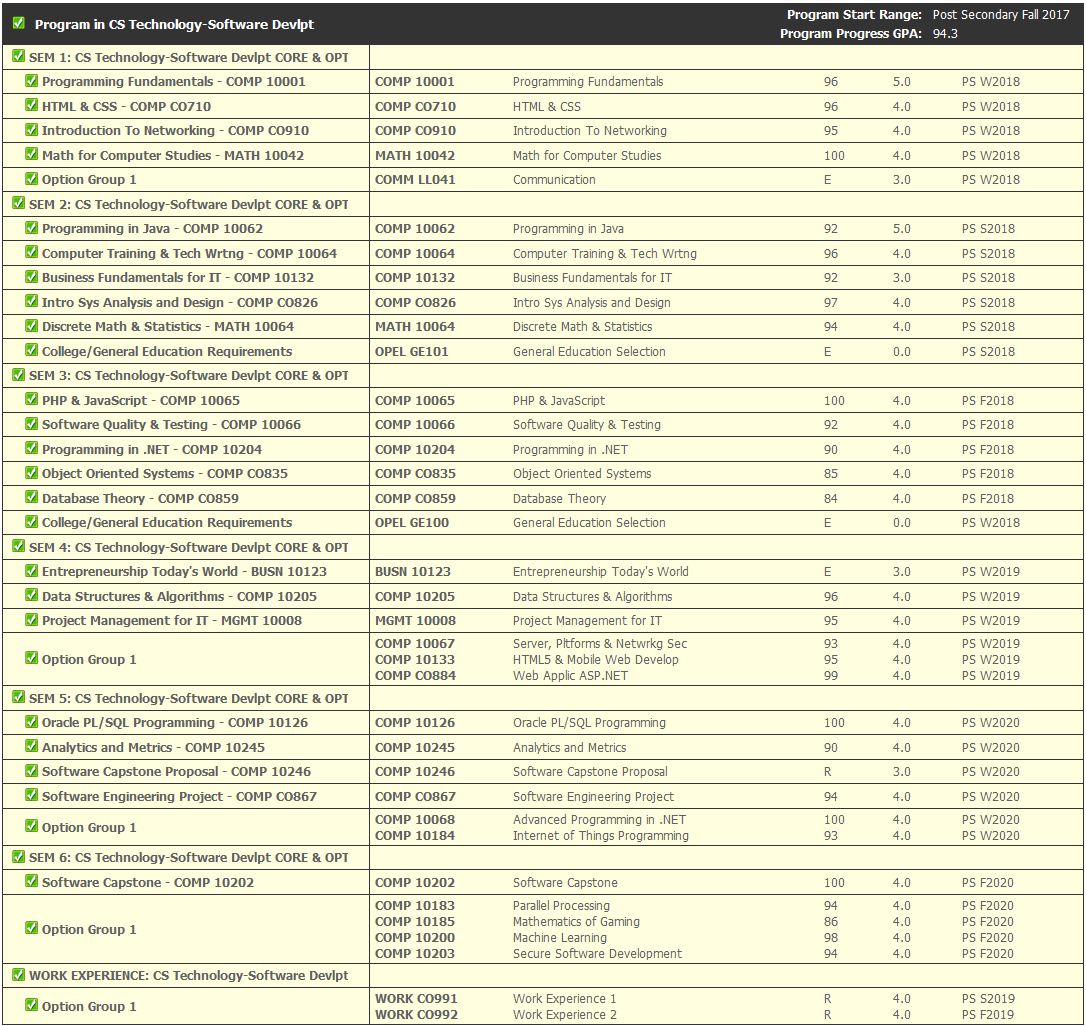 Program in CS Technology-Software Devlpt
Program Start Range: Post Secondary Fall 2017
Program Progress GPA: 94.3
SEM 1: CS Technology-Software Devlpt CORE & OPT
Programming Fundamentals - COMP 10001 COMP 10001 Programming Fundamentals 96 5.0 PS W2018
HTML & CSS - COMP CO710 COMP CO710 HTML & CSS 96 4.0 PS W2018
Introduction To Networking - COMP CO910 COMP CO910 Introduction To Networking 95 4.0 PS W2018
Math for Computer Studies - MATH 10042 MATH 10042 Math for Computer Studies 100 4.0 PS W2018
Option Group 1 COMM LL041 Communication E 3.0 PS W2018
SEM 2: CS Technology-Software Devlpt CORE & OPT
Programming in Java - COMP 10062 COMP 10062 Programming in Java 92 5.0 PS S2018
Computer Training & Tech Wrtng - COMP 10064 COMP 10064 Computer Training & Tech Wrtng 96 4.0 PS S2018
Business Fundamentals for IT - COMP 10132 COMP 10132 Business Fundamentals for IT 92 3.0 PS S2018
Intro Sys Analysis and Design - COMP CO826 COMP CO826 Intro Sys Analysis and Design 97 4.0 PS S2018
Discrete Math & Statistics - MATH 10064 MATH 10064 Discrete Math & Statistics 94 4.0 PS S2018
College/General Education Requirements OPEL GE101 General Education Selection E 0.0 PS S2018
SEM 3: CS Technology-Software Devlpt CORE & OPT
PHP & JavaScript - COMP 10065 COMP 10065 PHP & JavaScript 100 4.0 PS F2018
Software Quality & Testing - COMP 10066 COMP 10066 Software Quality & Testing 92 4.0 PS F2018
Programming in .NET - COMP 10204 COMP 10204 Programming in .NET 90 4.0 PS F2018
Object Oriented Systems - COMP CO835 COMP CO835 Object Oriented Systems 85 4.0 PS F2018
Database Theory - COMP CO859 COMP CO859 Database Theory 84 4.0 PS F2018
College/General Education Requirements OPEL GE100 General Education Selection E 0.0 PS W2018
SEM 4: CS Technology-Software Devlpt CORE & OPT
Entrepreneurship Today's World - BUSN 10123 BUSN 10123 Entrepreneurship Today's World E 3.0 PS W2019
Data Structures & Algorithms - COMP 10205 COMP 10205 Data Structures & Algorithms 96 4.0 PS W2019
Project Management for IT - MGMT 10008 MGMT 10008 Project Management for IT 95 4.0 PS W2019
Option Group 1
COMP 10067 Server, Pltforms & Netwrkg Sec 93 4.0 PS W2019
COMP 10133 HTML5 & Mobile Web Develop 95 4.0 PS W2019
COMP CO884 Web Applic ASP.NET 99 4.0 PS W2019
SEM 5: CS Technology-Software Devlpt CORE & OPT
Oracle PL/SQL Programming - COMP 10126 COMP 10126 Oracle PL/SQL Programming 100 4.0 PS W2020
Analytics and Metrics - COMP 10245 COMP 10245 Analytics and Metrics 90 4.0 PS W2020
Software Capstone Proposal - COMP 10246 COMP 10246 Software Capstone Proposal R 3.0 PS W2020
Software Engineering Project - COMP CO867 COMP CO867 Software Engineering Project 94 4.0 PS W2020
Option Group 1
COMP 10068 Advanced Programming in .NET 100 4.0 PS W2020
COMP 10184 Internet of Things Programming 93 4.0 PS W2020
SEM 6: CS Technology-Software Devlpt CORE & OPT
Software Capstone - COMP 10202 COMP 10202 Software Capstone 100 4.0 PS F2020
Option Group 1
COMP 10183 Parallel Processing 94 4.0 PS F2020
COMP 10185 Mathematics of Gaming 86 4.0 PS F2020
COMP 10200 Machine Learning 98 4.0 PS F2020
COMP 10203 Secure Software Development 94 4.0 PS F2020
WORK EXPERIENCE: CS Technology-Software Devlpt
Option Group 1
WORK CO991 Work Experience 1 R 4.0 PS S2019
WORK CO992 Work Experience 2 R 4.0 PS F2019